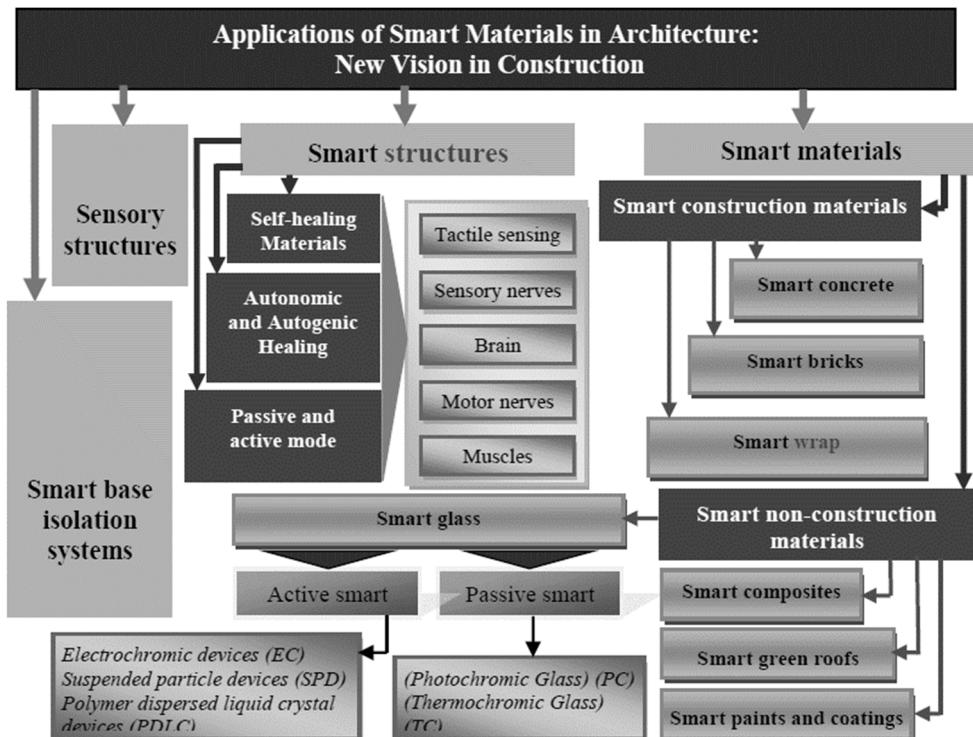 Applications of Smart Materials in Architecture:
New Vision in Construction
Sensory
structures
Smart base
isolation
systems
Smart structures
Self-healing
Materials
Autonomic
and Autogenic
Healing
Passive and
active mode
Tactile sensing
Sensory nerves
Brain
Motor nerves
Muscles
Smart materials
Smart construction materials
Smart concrete
Smart bricks
Smart wrap
Smart non-construction
materials
Smart glass
Active smart
Passive smart
Electrochromic devices (EC)
Suspended particle devices (SPD)
Polymer dispersed liquid crystal
devices (PDLC)
(Photochromic Glass) (PC)
(Thermochromic Glass)
(TC)
Smart composites
Smart green roofs
Smart paints and coatings